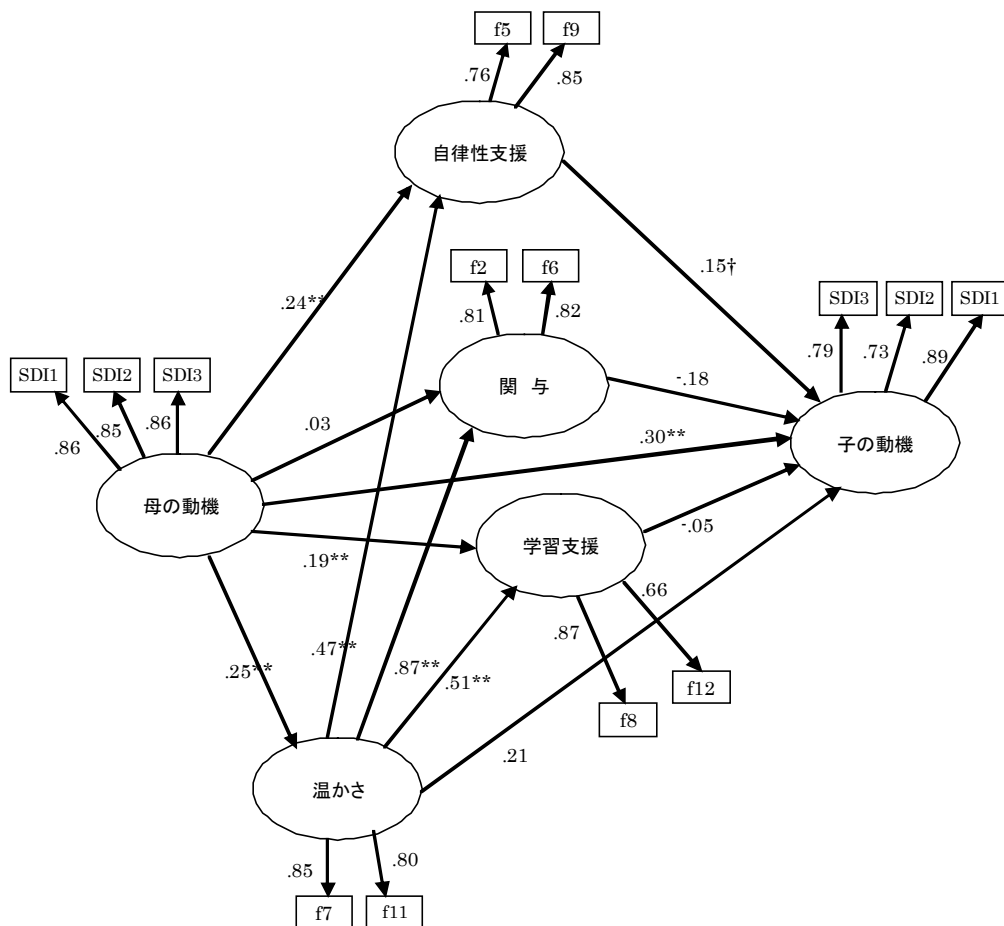 f5 f9
.76 .85
自律性支援
f2 f6
.24** .15†
.81 .82
SDI3 SDI2 SDI1
.79 .73 .89
SDI1 SDI2 SDI3
.86 .85 .86
関 与
-.18
.03
.30**
子の動機
母の動機
学習支援
-.05
.19**
.66
.87
.47** .87** .51**
.25**
f12
f8
.21
温かさ
.85 .80
f7 f11